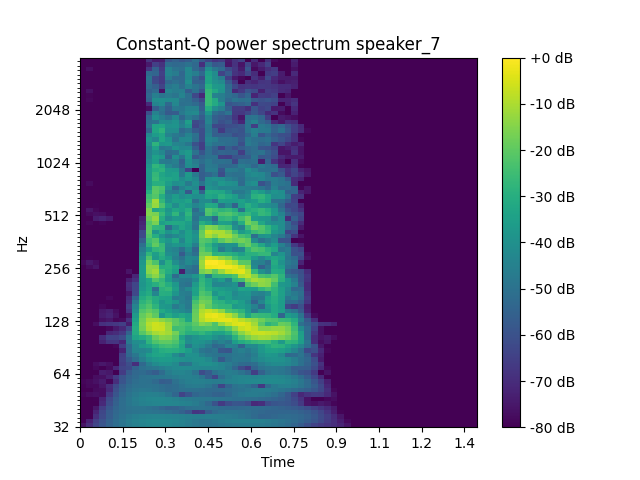 Constant-Q power spectrum speaker_7
+0 dB
-10 dB
-20 dB
-30 dB
-40 dB
-50 dB
-60 dB
-70 dB
-80 dB
Hz
2048
1024
512
256
128
64
32
0 0.15 0.3 0.45 0.6 0.75 0.9 1.1 1.2 1.4
Time